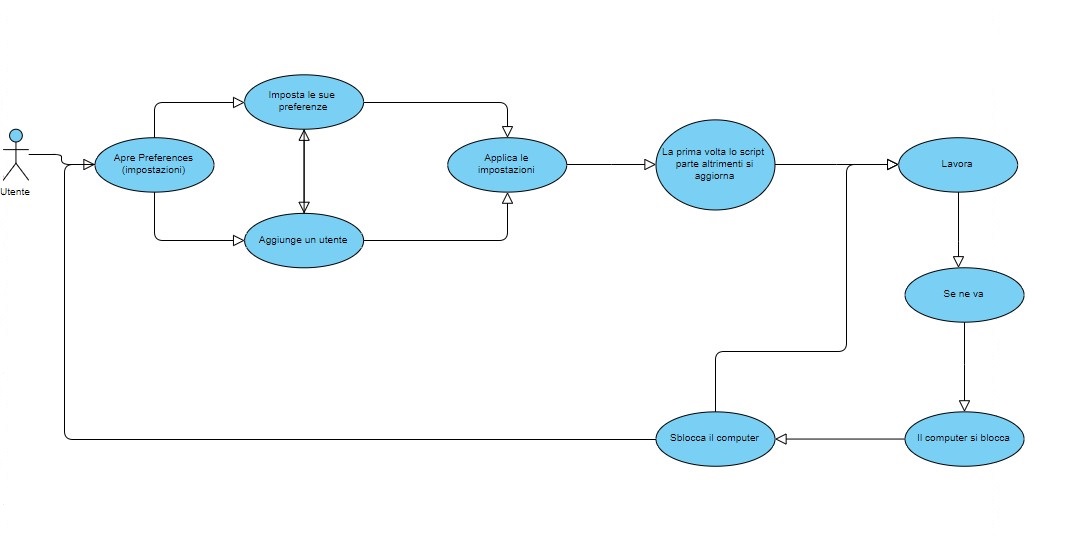 Utente
Apre Preferences
(impostazioni)
Imposta le sue
preferenze
Aggiunge un utente
Applica le
impostazioni
La prima volta lo script
parte altrimenti si
aggiorna
Lavora
Se ne va
Il computer si blocca
Sblocca il computer